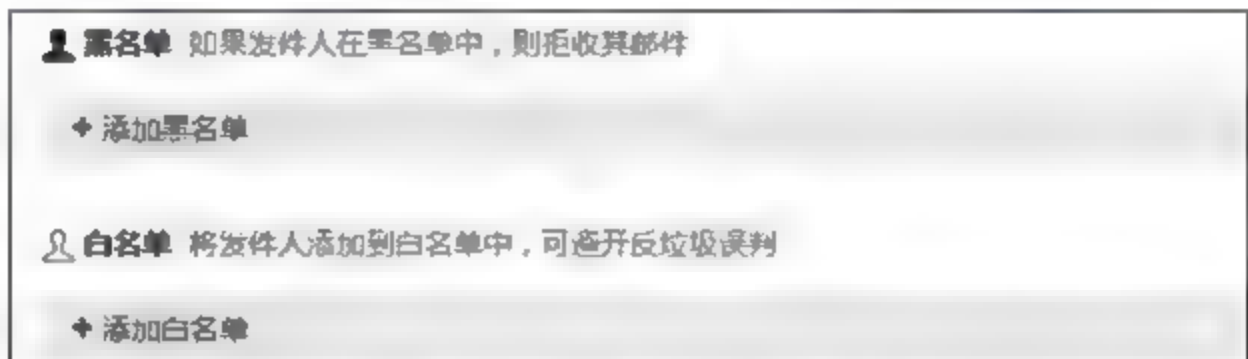 黑名单 如果发件人在黑名单中，则拒收其邮件
+ 添加黑名单
白名单 将发件人添加到白名单中，可避开反垃圾误判
+ 添加白名单